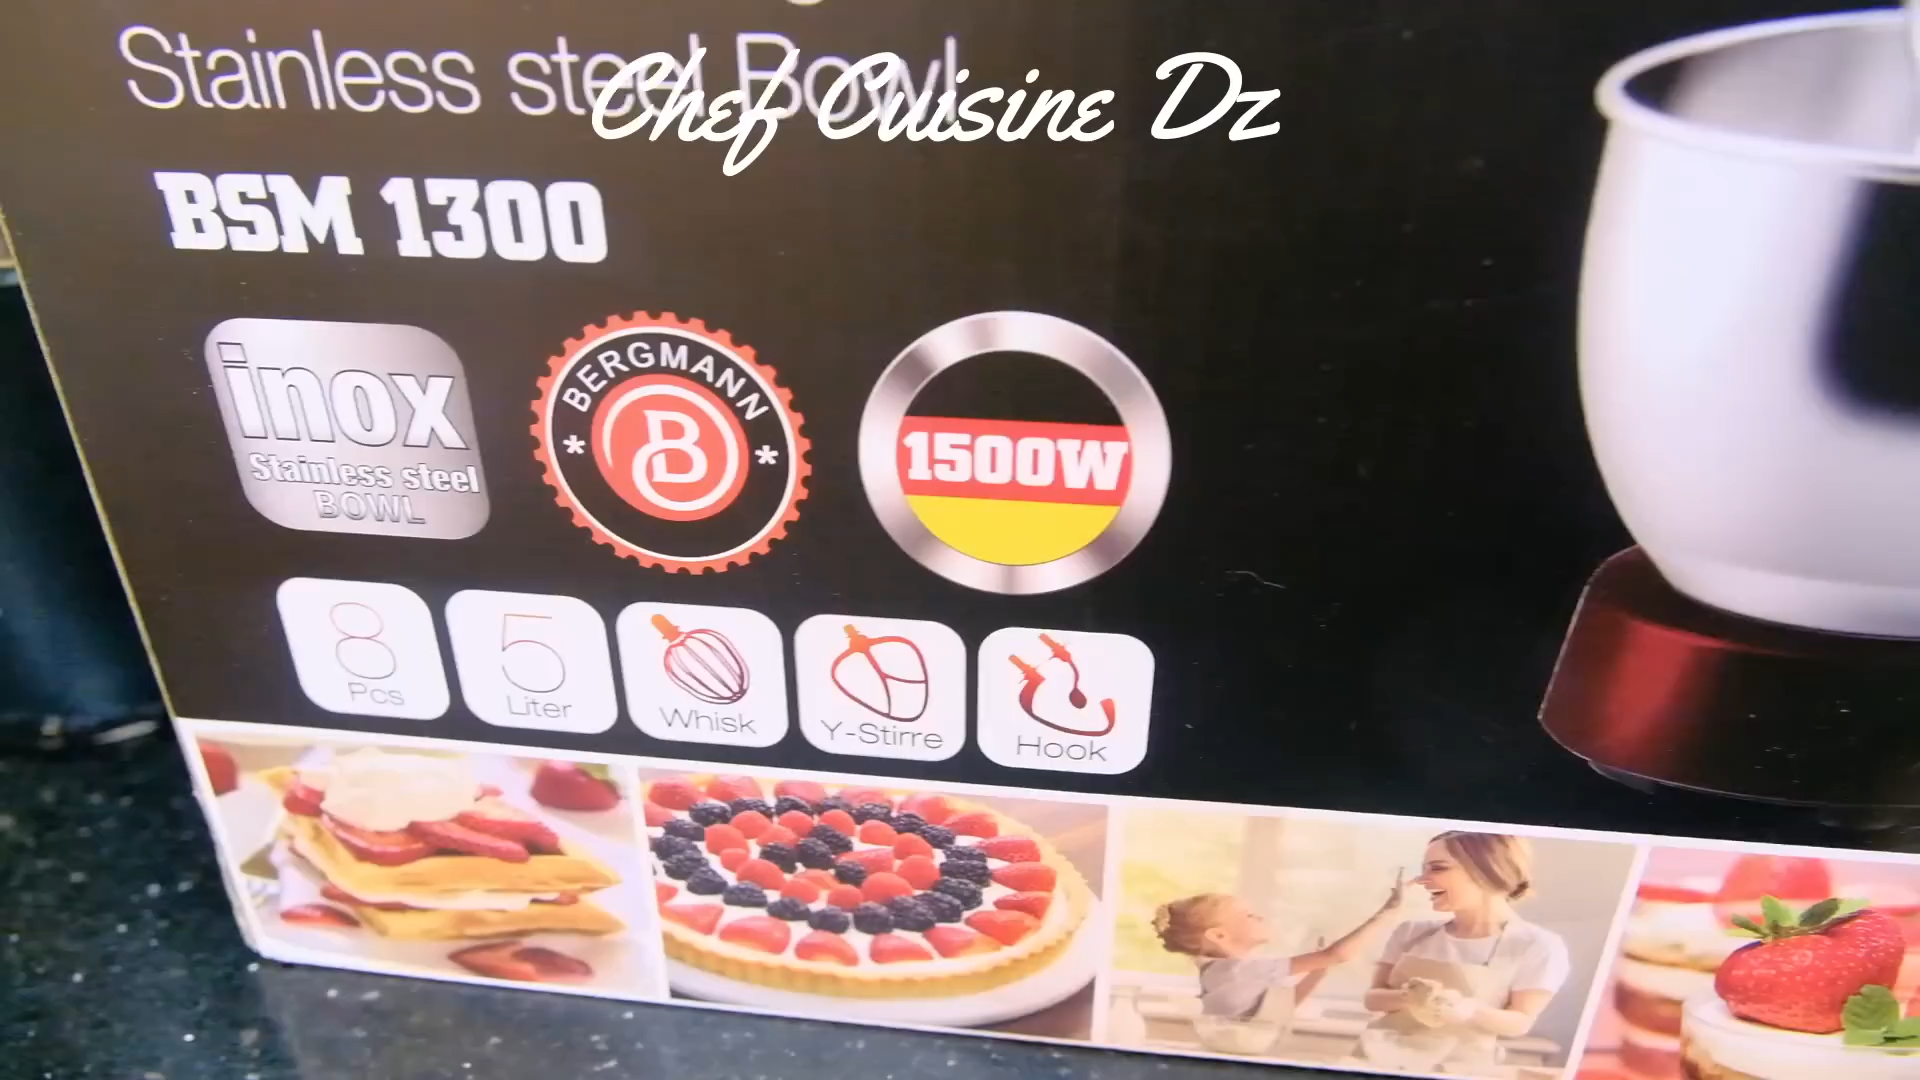 Stainless steel Bowl
Chef Cuisine Dz
BSM 1300
inox
Stainless steel
BOWL
BERGMANN
B
1500W
8
Pcs
5
Liter
Whisk
Y-Stirre
Hook